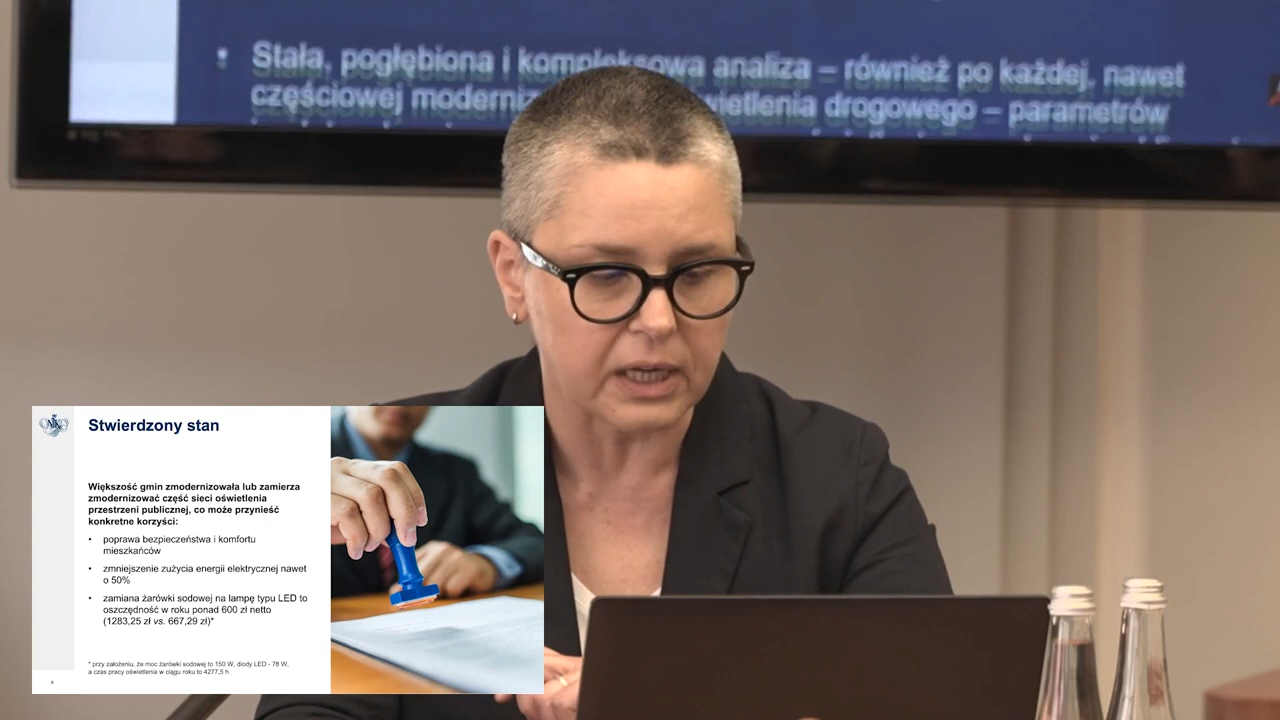 Stała, pogłębiona i kompleksowa analiza – również po każdej, nawet
częściowej drogowego – parametrów
NIK
Stwierdzony stan
Większość gmin zmodernizowała lub zamierza
zmodernizować część sieci oświetlenia
przestrzeni publicznej, co może przynieść
konkretne korzyści:
• poprawa bezpieczeństwa i komfortu
mieszkańców
• zmniejszenie zużycia energii elektrycznej nawet
o 50%
• zamiana żarówki sodowej na lampę typu LED to
oszczędność w roku ponad 600 zł netto
(1283,25 zł vs. 667,29 zł)*
* przy założeniu, że moc żarówki sodowej to 150 W, diody LED - 78 W,
a czas pracy oświetlenia w ciągu roku to 4277,5 h